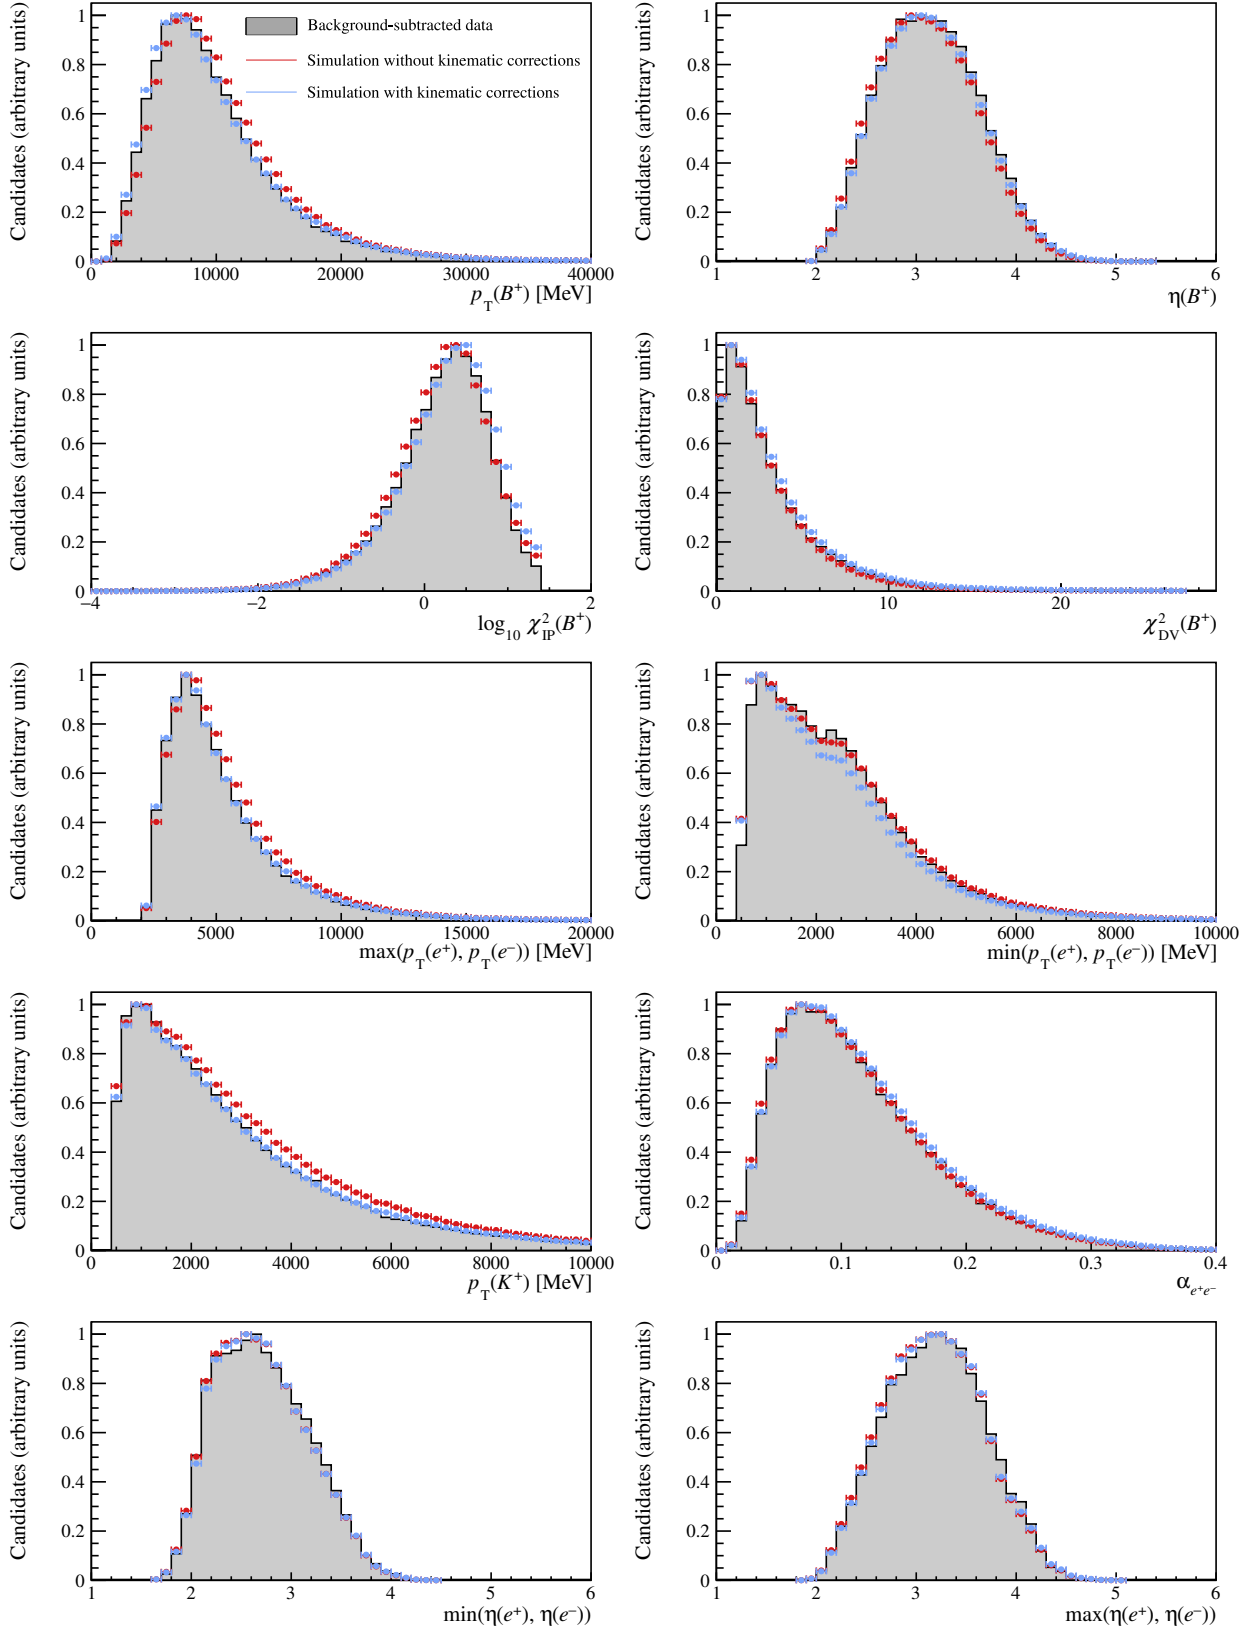 Candidates (arbitrary units)
1
0.8
0.6
0.4
0.2
0
Background-subtracted data
Simulation without kinematic corrections
Simulation with kinematic corrections
0 10000 20000 30000 40000
p_T(B⁺) [MeV]
Candidates (arbitrary units)
1
0.8
0.6
0.4
0.2
0
1 2 3 4 5 6
η(B⁺)
Candidates (arbitrary units)
1
0.8
0.6
0.4
0.2
0
−4 −2 0 2
log₁₀ χ²_IP(B⁺)
Candidates (arbitrary units)
1
0.8
0.6
0.4
0.2
0
0 10 20
χ²_DV(B⁺)
Candidates (arbitrary units)
1
0.8
0.6
0.4
0.2
0
0 5000 10000 15000 20000
max(p_T(e⁺), p_T(e⁻)) [MeV]
Candidates (arbitrary units)
1
0.8
0.6
0.4
0.2
0
0 2000 4000 6000 8000 10000
min(p_T(e⁺), p_T(e⁻)) [MeV]
Candidates (arbitrary units)
1
0.8
0.6
0.4
0.2
0
0 2000 4000 6000 8000 10000
p_T(K⁺) [MeV]
Candidates (arbitrary units)
1
0.8
0.6
0.4
0.2
0
0 0.1 0.2 0.3 0.4
α_e⁺e⁻
Candidates (arbitrary units)
1
0.8
0.6
0.4
0.2
0
1 2 3 4 5 6
min(η(e⁺), η(e⁻))
Candidates (arbitrary units)
1
0.8
0.6
0.4
0.2
0
1 2 3 4 5 6
max(η(e⁺), η(e⁻))